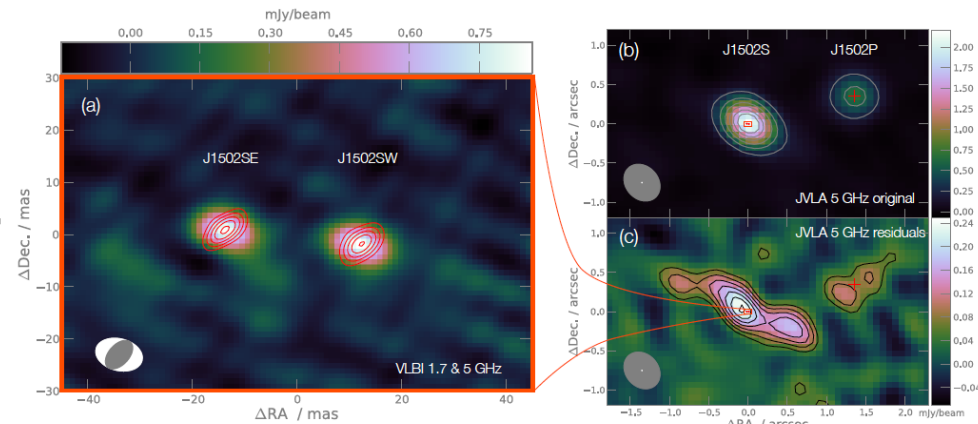 mJy/beam
0.00 0.15 0.30 0.45 0.60 0.75
(a)
J1502SE J1502SW
30
20
10
0
−10
−20
−30
ΔDec. / mas
VLBI 1.7 & 5 GHz
−40 −20 0 20 40
ΔRA / mas
(b)
J1502S J1502P
1.0
0.5
0.0
−0.5
−1.0
ΔDec. / arcsec
JVLA 5 GHz original
2.00
1.75
1.50
1.25
1.00
0.75
0.50
0.25
0.00
(c)
JVLA 5 GHz residuals
1.0
0.5
0.0
−0.5
−1.0
ΔDec. / arcsec
0.24
0.20
0.16
0.12
0.08
0.04
0.00
−0.04
−1.5 −1.0 −0.5 0.0 0.5 1.0 1.5 2.0
mJy/beam
ΔRA / arcsec